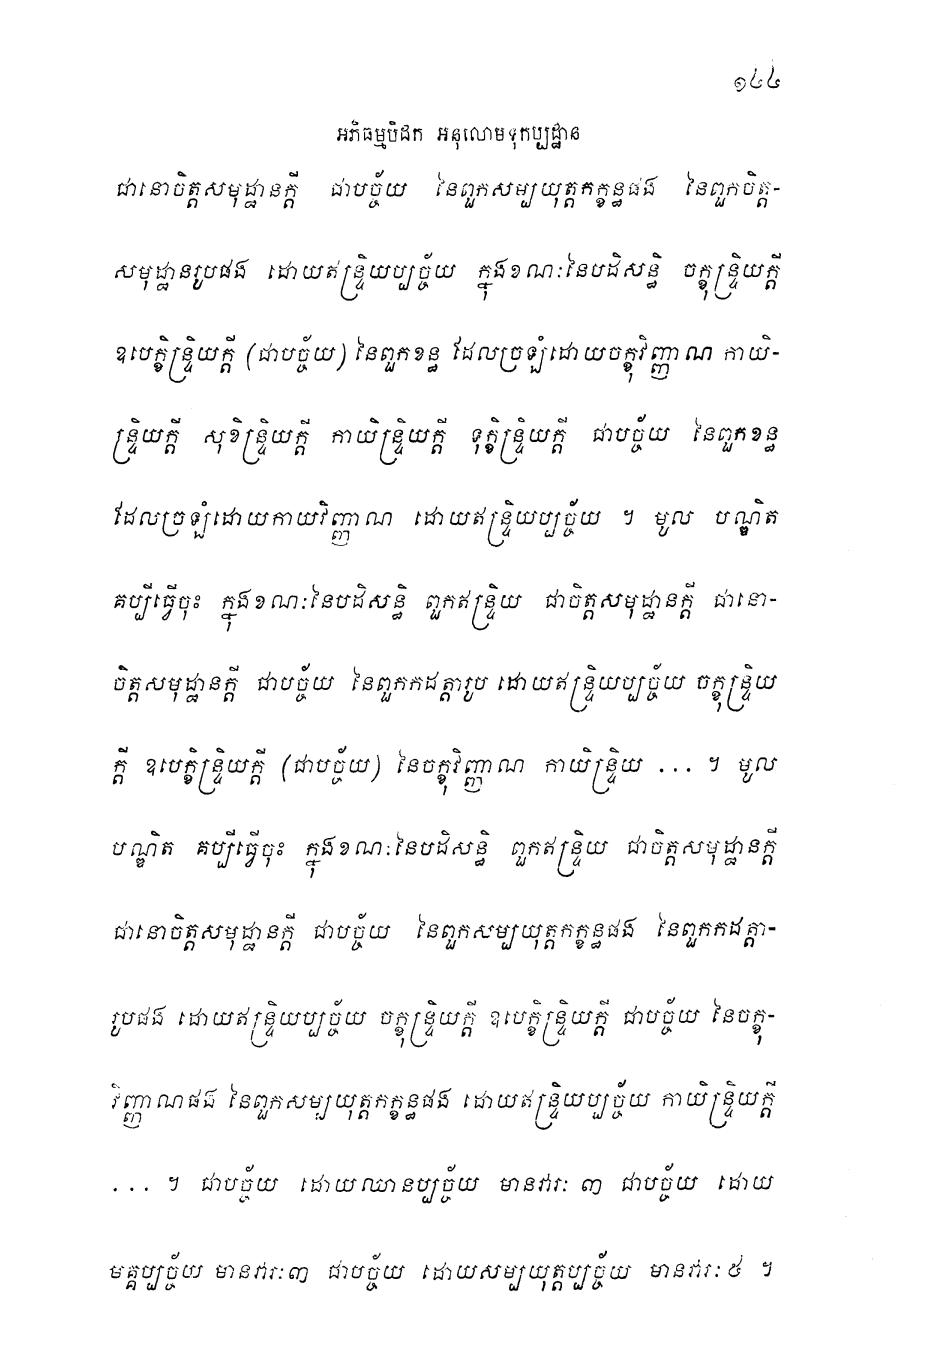 ១៤៤
អភិធម្មបិដក អនុលោមទុកប្បដ្ឋាន
ជានោចិត្តសមុដ្ឋានក្តី ជាបច្ច័យ នៃពួកសម្បយុត្តកក្ខន្ធផង នៃពួកចិត្ត-
សមុដ្ឋានរូបផង ដោយឥន្ទ្រិយប្បច្ច័យ ក្នុងខណៈនៃបដិសន្ធិ ចក្ខុន្ទ្រិយក្តី
ឧបេក្ខិន្ទ្រិយក្តី (ជាបច្ច័យ) នៃពួកខន្ធ ដែលច្រឡំដោយចក្ខុវិញ្ញាណ កាយិ-
ន្ទ្រិយក្តី សុខិន្ទ្រិយក្តី កាយិន្ទ្រិយក្តី ទុក្ខិន្ទ្រិយក្តី ជាបច្ច័យ នៃពួកខន្ធ
ដែលច្រឡំដោយកាយវិញ្ញាណ ដោយឥន្ទ្រិយប្បច្ច័យ ។ មូល បណ្ឌិត
គប្បីធ្វើចុះ ក្នុងខណៈនៃបដិសន្ធិ ពួកឥន្ទ្រិយ ជាចិត្តសមុដ្ឋានក្តី ជានោ-
ចិត្តសមុដ្ឋានក្តី ជាបច្ច័យ នៃពួកកដត្តារូប ដោយឥន្ទ្រិយប្បច្ច័យ ចក្ខុន្ទ្រិយ
ក្តី ឧបេក្ខិន្ទ្រិយក្តី (ជាបច្ច័យ) នៃចក្ខុវិញ្ញាណ កាយិន្ទ្រិយ ... ។ មូល
បណ្ឌិត គប្បីធ្វើចុះ ក្នុងខណៈនៃបដិសន្ធិ ពួកឥន្ទ្រិយ ជាចិត្តសមុដ្ឋានក្តី
ជានោចិត្តសមុដ្ឋានក្តី ជាបច្ច័យ នៃពួកសម្បយុត្តកក្ខន្ធផង នៃពួកកដត្តា-
រូបផង ដោយឥន្ទ្រិយប្បច្ច័យ ចក្ខុន្ទ្រិយក្តី ឧបេក្ខិន្ទ្រិយក្តី ជាបច្ច័យ នៃចក្ខុ-
វិញ្ញាណផង នៃពួកសម្បយុត្តកក្ខន្ធផង ដោយឥន្ទ្រិយប្បច្ច័យ កាយិន្ទ្រិយក្តី
... ។ ជាបច្ច័យ ដោយឈានប្បច្ច័យ មានវារៈ ៣ ជាបច្ច័យ ដោយ
មគ្គប្បច្ច័យ មានវារៈ៣ ជាបច្ច័យ ដោយសម្បយុត្តប្បច្ច័យ មានវារៈ ៥ ។